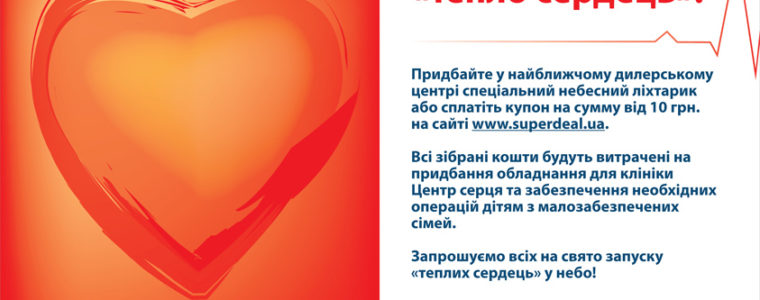 «тепло сердець»!
Придбайте у найближчому дилерському
центрі спеціальний небесний ліхтарик
або сплатіть купон на сумму від 10 грн.
на сайті www.superdeal.ua.
Всі зібрані кошти будуть витрачені на
придбання обладнання для клініки
Центр серця та забезпечення необхідних
операцій дітям з малозабезпечених
сімей.
Запрошуємо всіх на свято запуску
«теплих сердець» у небо!